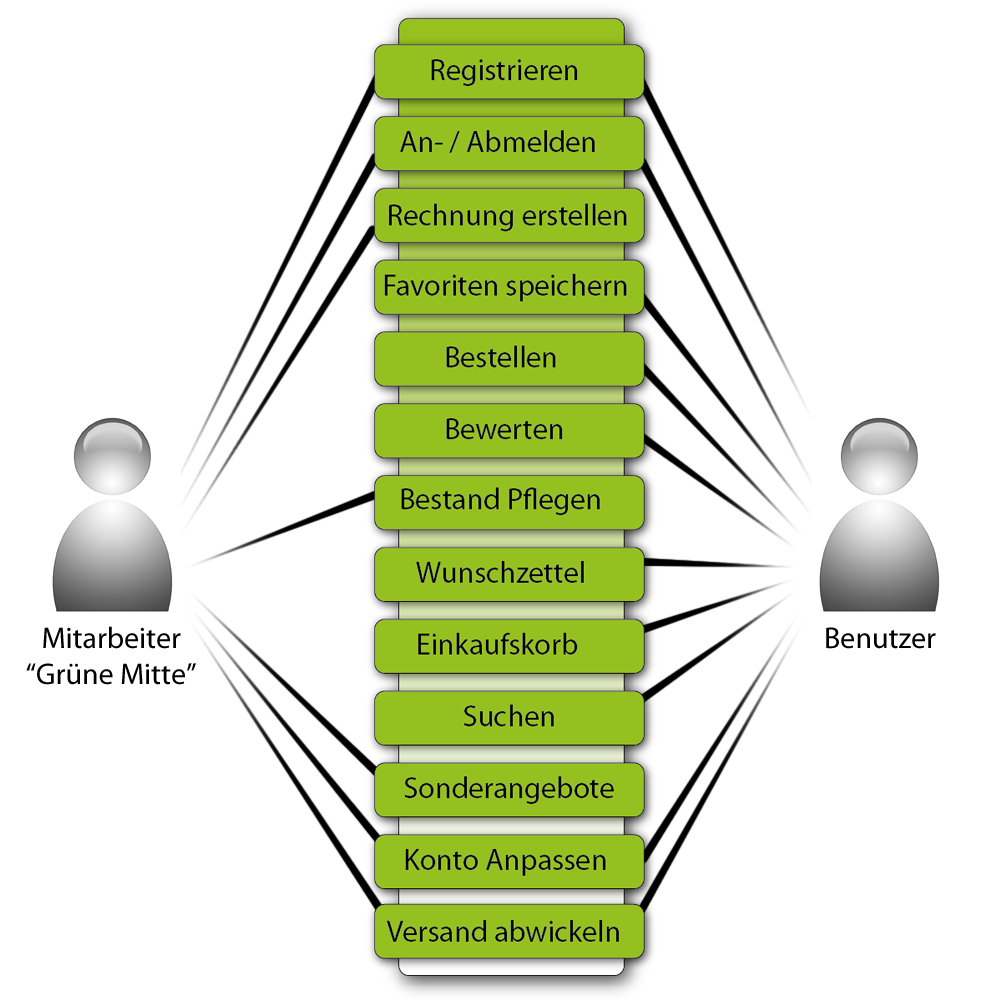 Registrieren
An- / Abmelden
Rechnung erstellen
Favoriten speichern
Bestellen
Bewerten
Bestand Pflegen
Wunschzettel
Einkaufskorb
Suchen
Sonderangebote
Konto Anpassen
Versand abwickeln
Mitarbeiter
“Grüne Mitte”
Benutzer